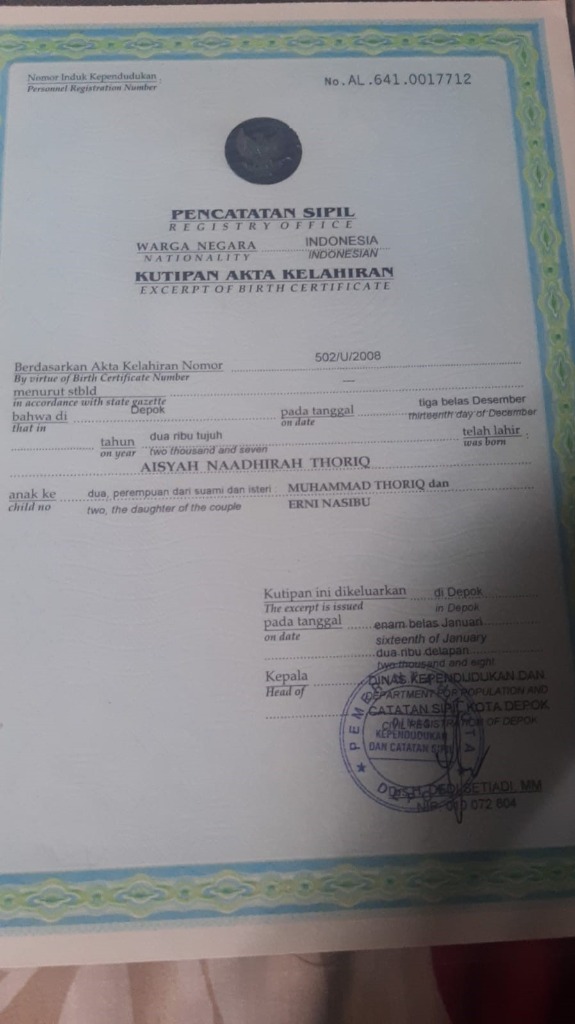 Nomor Induk Kependudukan :
Personnel Registration Number
No.AL.641.0017712
PENCATATAN SIPIL
REGISTRY OFFICE
WARGA NEGARA INDONESIA
NATIONALITY INDONESIAN
KUTIPAN AKTA KELAHIRAN
EXCERPT OF BIRTH CERTIFICATE
Berdasarkan Akta Kelahiran Nomor 502/U/2008
By virtue of Birth Certificate Number
menurut stbld —
in accordance with state gazette
bahwa di Depok pada tanggal tiga belas Desember
that in on date thirteenth day of December
tahun dua ribu tujuh telah lahir :
on year two thousand and seven was born :
AISYAH NAADHIRAH THORIQ
anak ke dua, perempuan dari suami dan isteri : MUHAMMAD THORIQ dan
child no two, the daughter of the couple ERNI NASIBU
Kutipan ini dikeluarkan di Depok
The excerpt is issued in Depok
pada tanggal enam belas Januari
on date sixteenth of January
dua ribu delapan
two thousand and eight
Kepala DINAS KEPENDUDUKAN DAN
Head of DEPARTMENT FOR POPULATION AND
CATATAN SIPIL KOTA DEPOK
CIVIL REGISTRATION OF DEPOK
DINAS
KEPENDUDUKAN
DAN CATATAN SIPIL
DEDI SETIADI, MM
NIP. 010 072 604